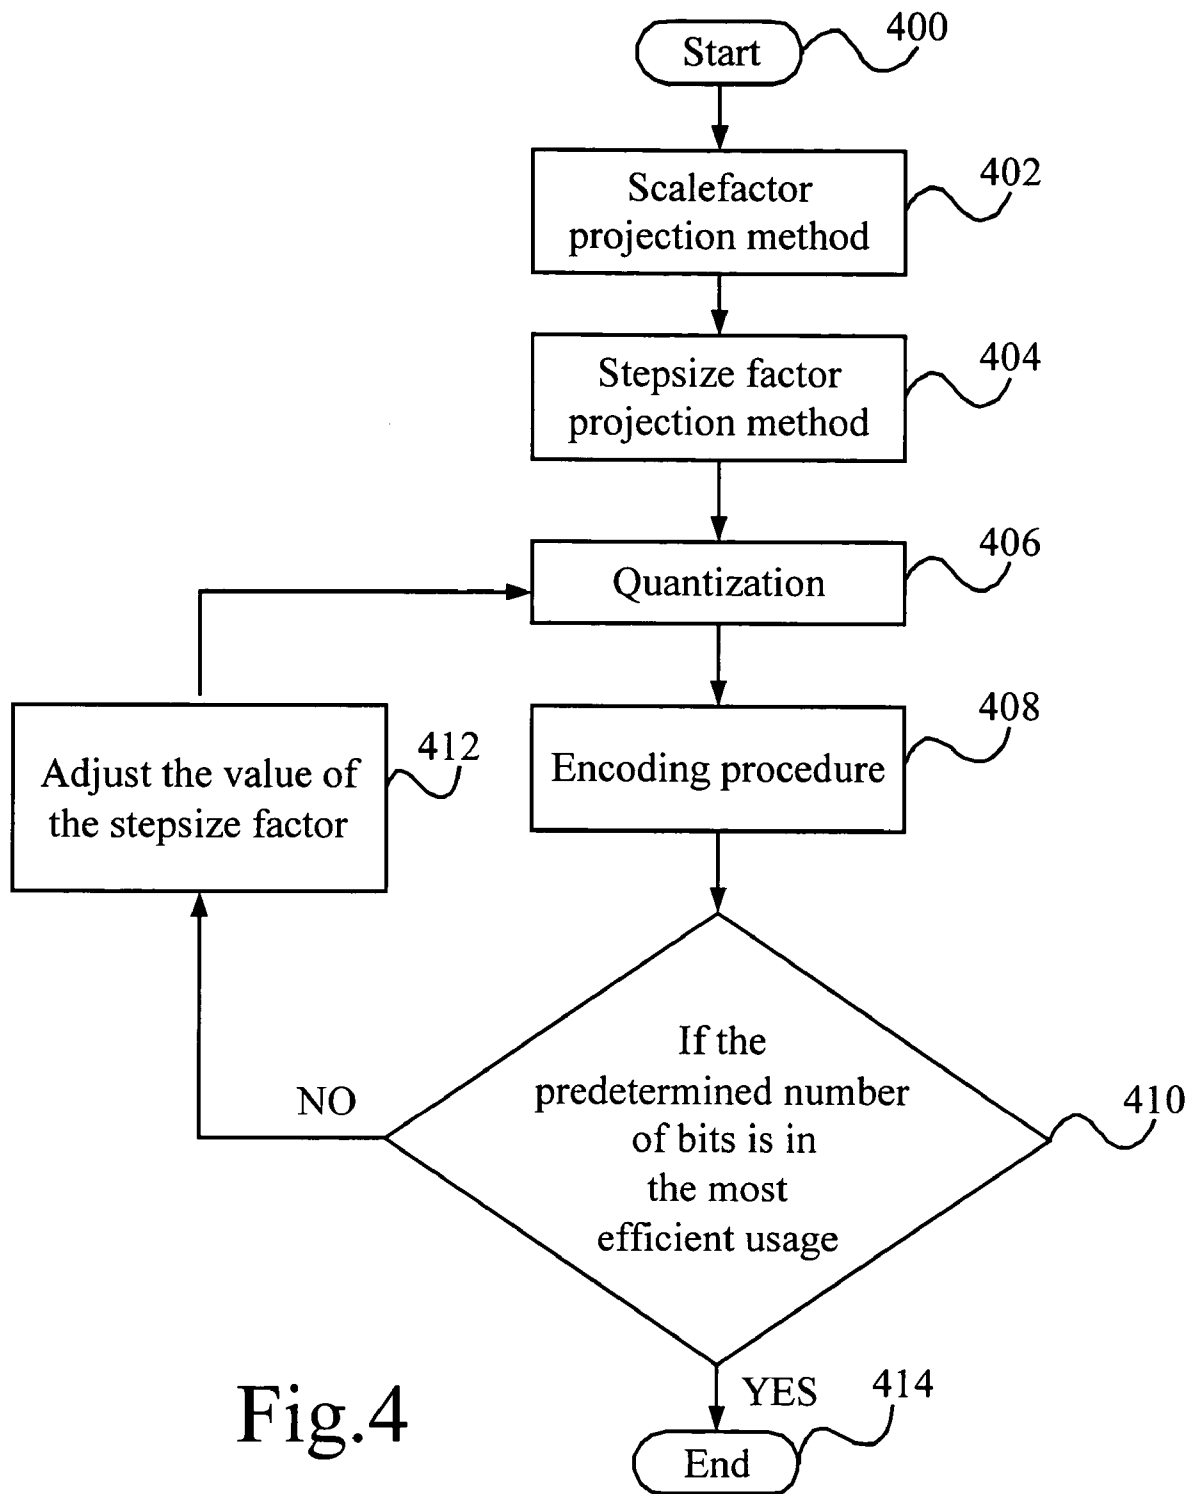 400
Start
402
Scalefactor
projection method
404
Stepsize factor
projection method
406
Quantization
408
Encoding procedure
412
Adjust the value of
the stepsize factor
If the
predetermined number
of bits is in
the most
efficient usage
NO
410
YES
414
End
Fig.4